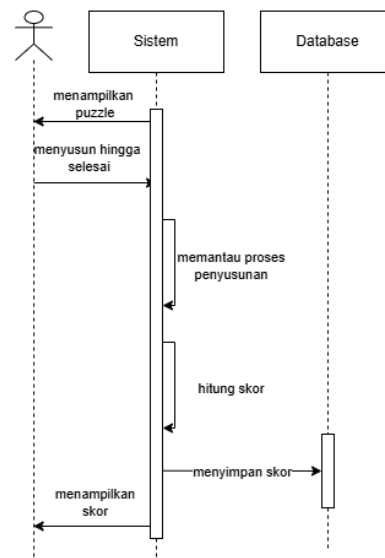 Sistem
Database
menampilkan
puzzle
menyusun hingga
selesai
memantau proses
penyusunan
hitung skor
menyimpan skor
menampilkan
skor